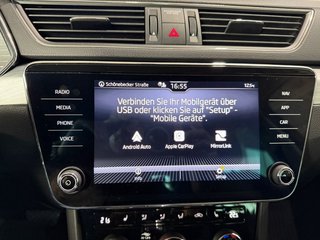 Schönebecker Straße
16:55
RADIO
MEDIA
PHONE
VOICE
NAV
APP
CAR
MENU
Verbinden Sie Ihr Mobilgerät über
USB oder klicken Sie auf "Setup" -
"Mobile Geräte".
Android Auto
Apple CarPlay
MirrorLink
Setup